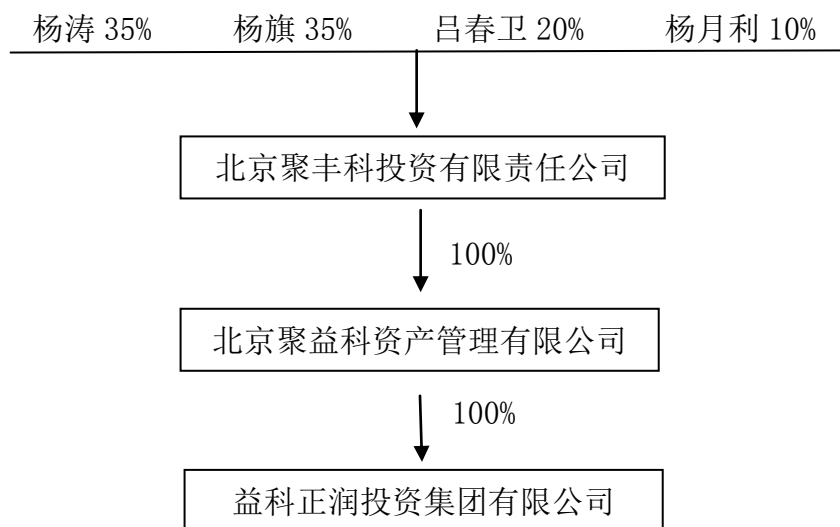 杨涛 35% 杨旗 35% 吕春卫 20% 杨月利 10%
北京聚丰科投资有限责任公司
100%
北京聚益科资产管理有限公司
100%
益科正润投资集团有限公司